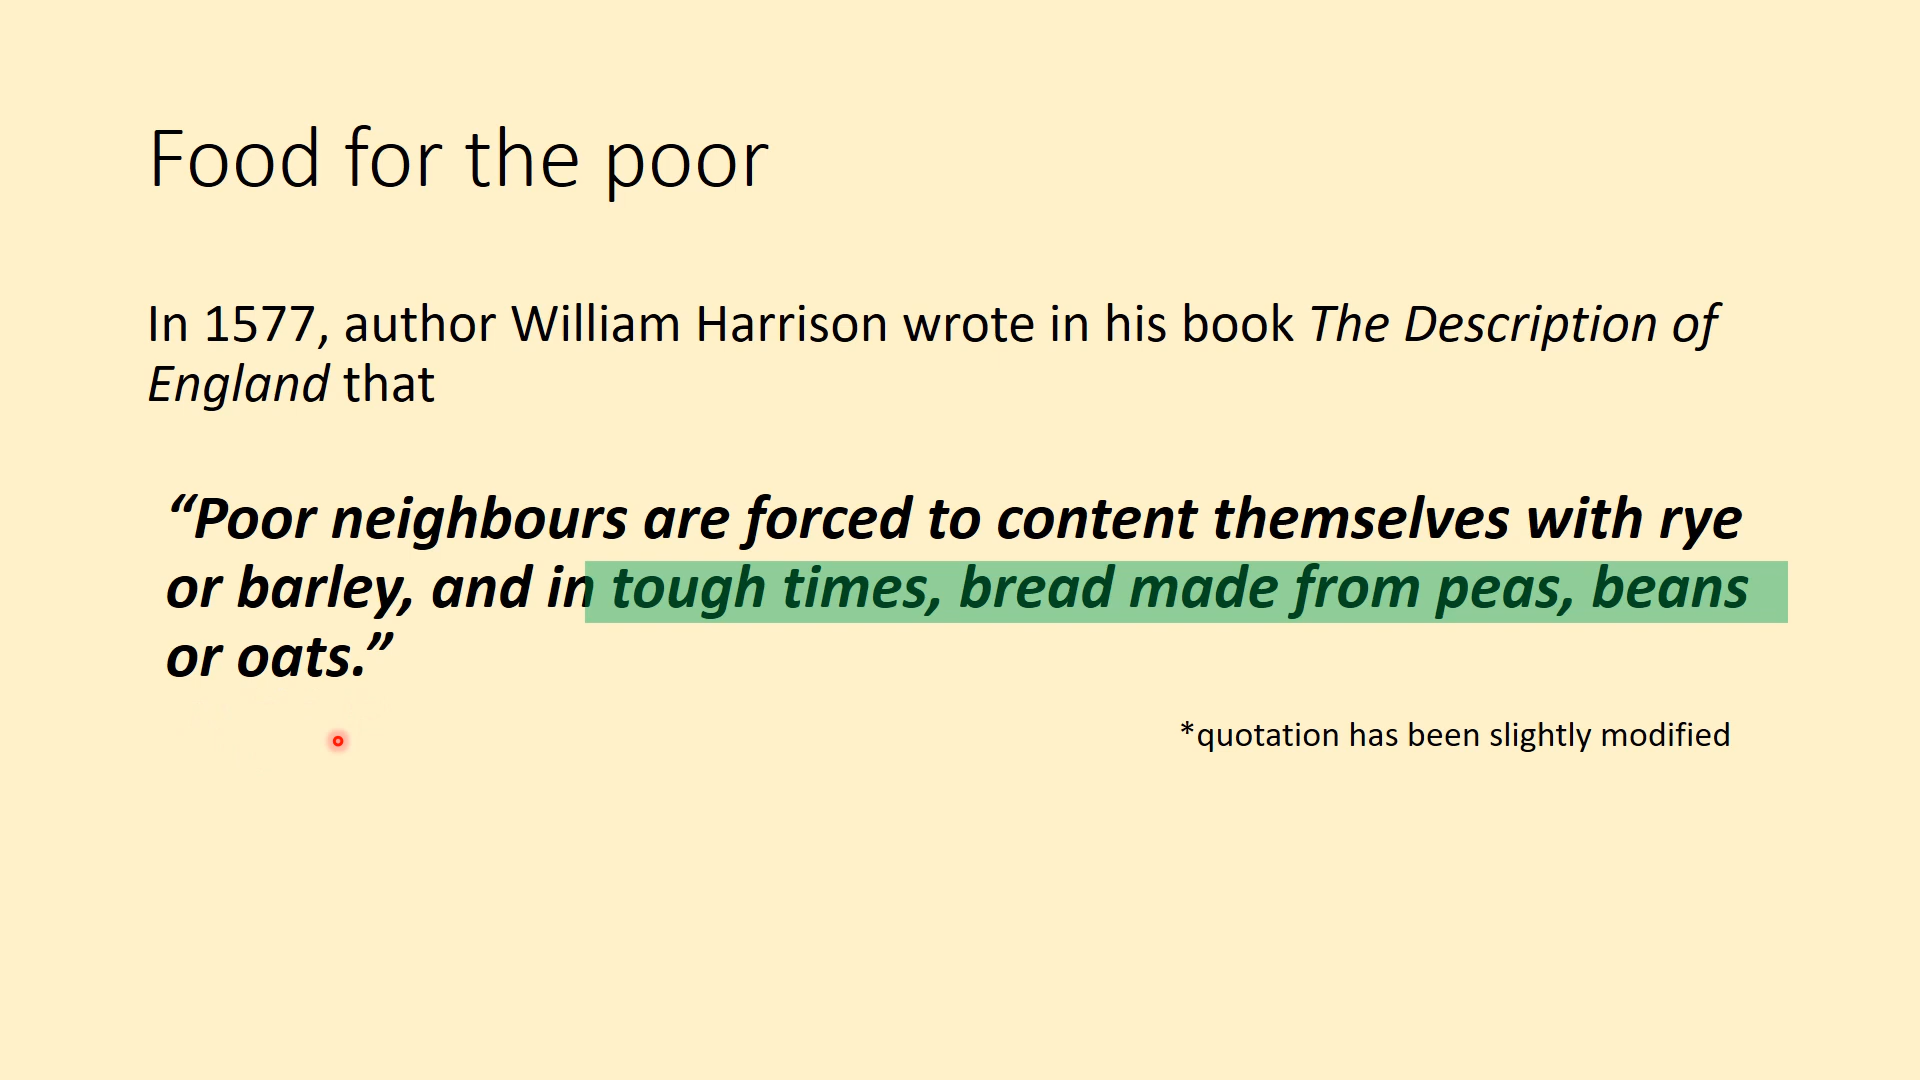 Food for the poor
In 1577, author William Harrison wrote in his book The Description of
England that
“Poor neighbours are forced to content themselves with rye
or barley, and in tough times, bread made from peas, beans
or oats.”
*quotation has been slightly modified